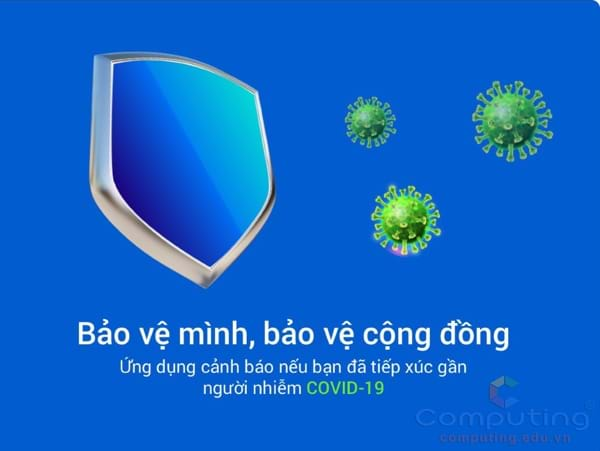 Bảo vệ mình, bảo vệ cộng đồng
Ứng dụng cảnh báo nếu bạn đã tiếp xúc gần
người nhiễm COVID-19
Computing
computing.edu.vn